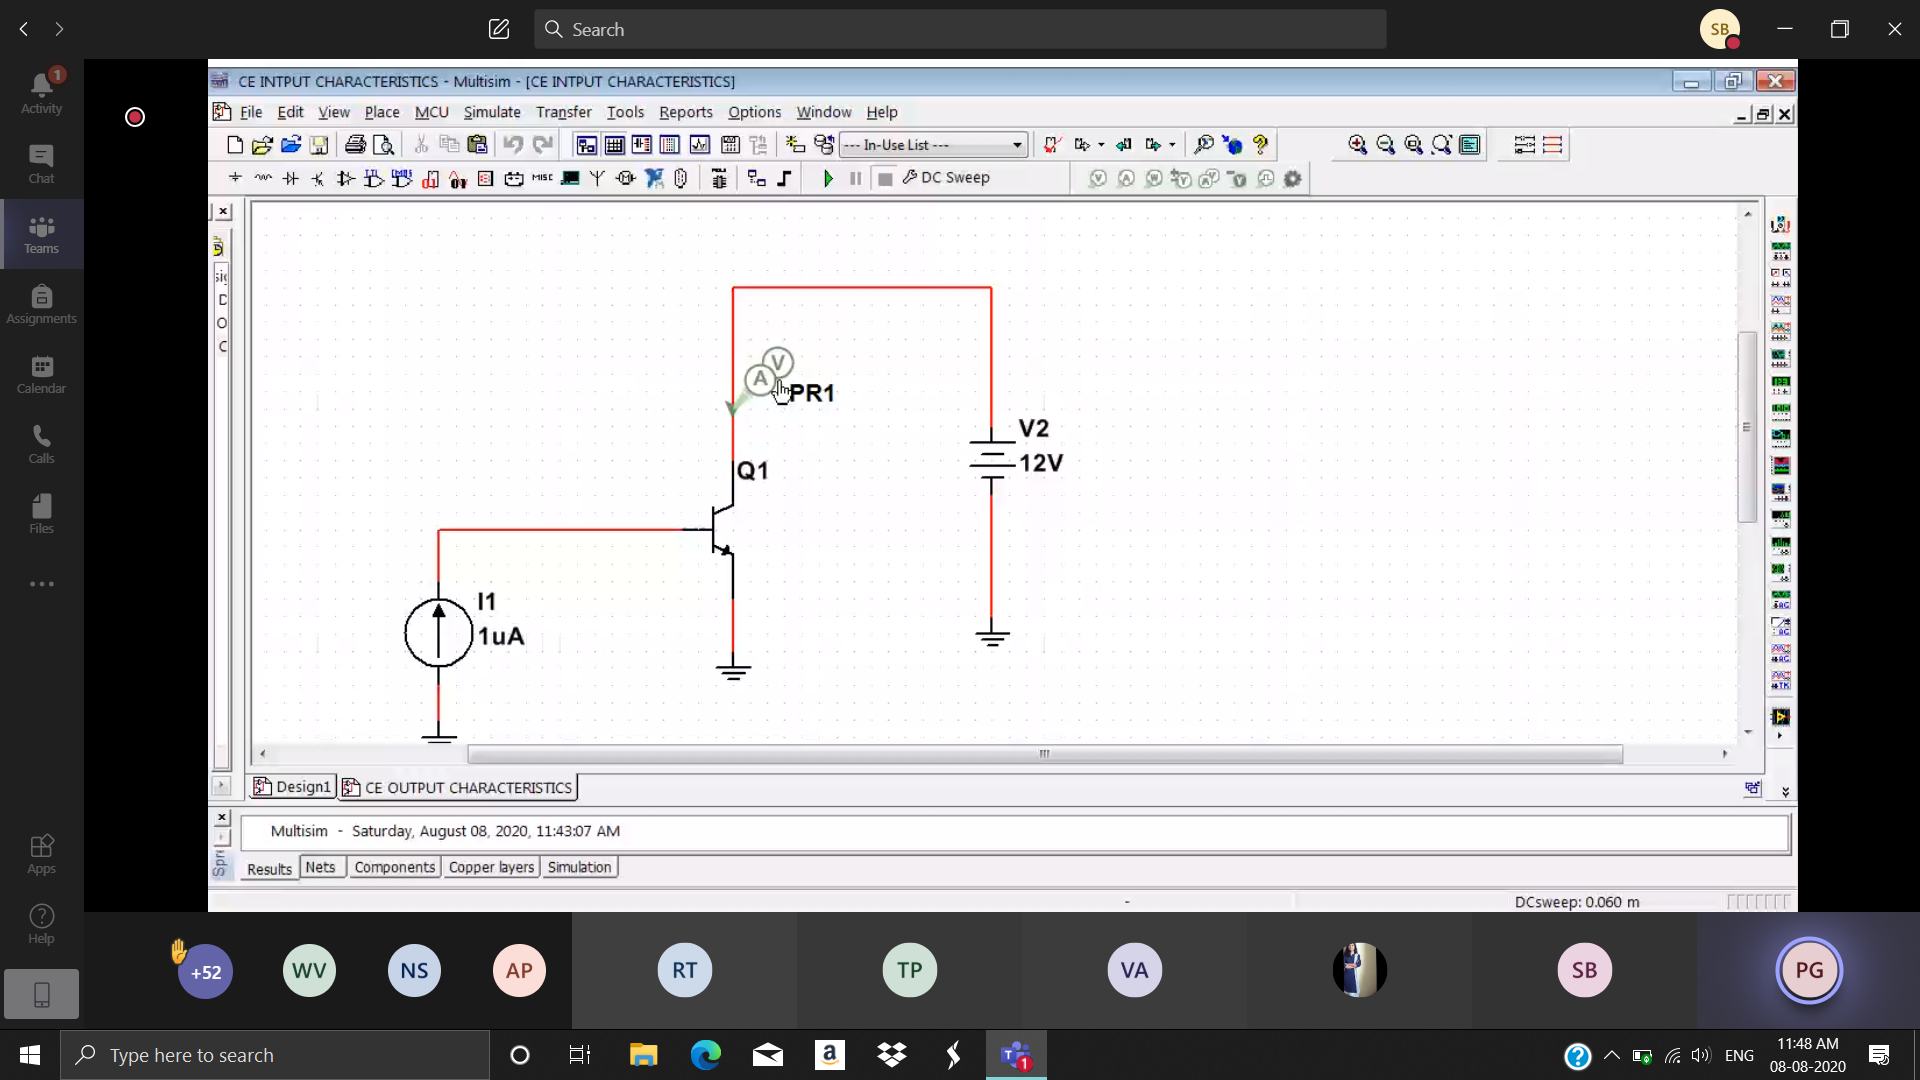 Search
SB
1
Activity
Chat
Teams
Assignments
Calendar
Calls
Files
Apps
Help
CE INTPUT CHARACTERISTICS - Multisim - [CE INTPUT CHARACTERISTICS]
File Edit View Place MCU Simulate Transfer Tools Reports Options Window Help
--- In-Use List ---
MISC
DC Sweep
V
A
PR1
Q1
V2
12V
I1
1uA
Design1
CE OUTPUT CHARACTERISTICS
Multisim - Saturday, August 08, 2020, 11:43:07 AM
Results Nets Components Copper layers Simulation
DCsweep: 0.060 m
+52 WV NS AP RT TP VA SB PG
Type here to search
a
1
ENG
11:48 AM
08-08-2020